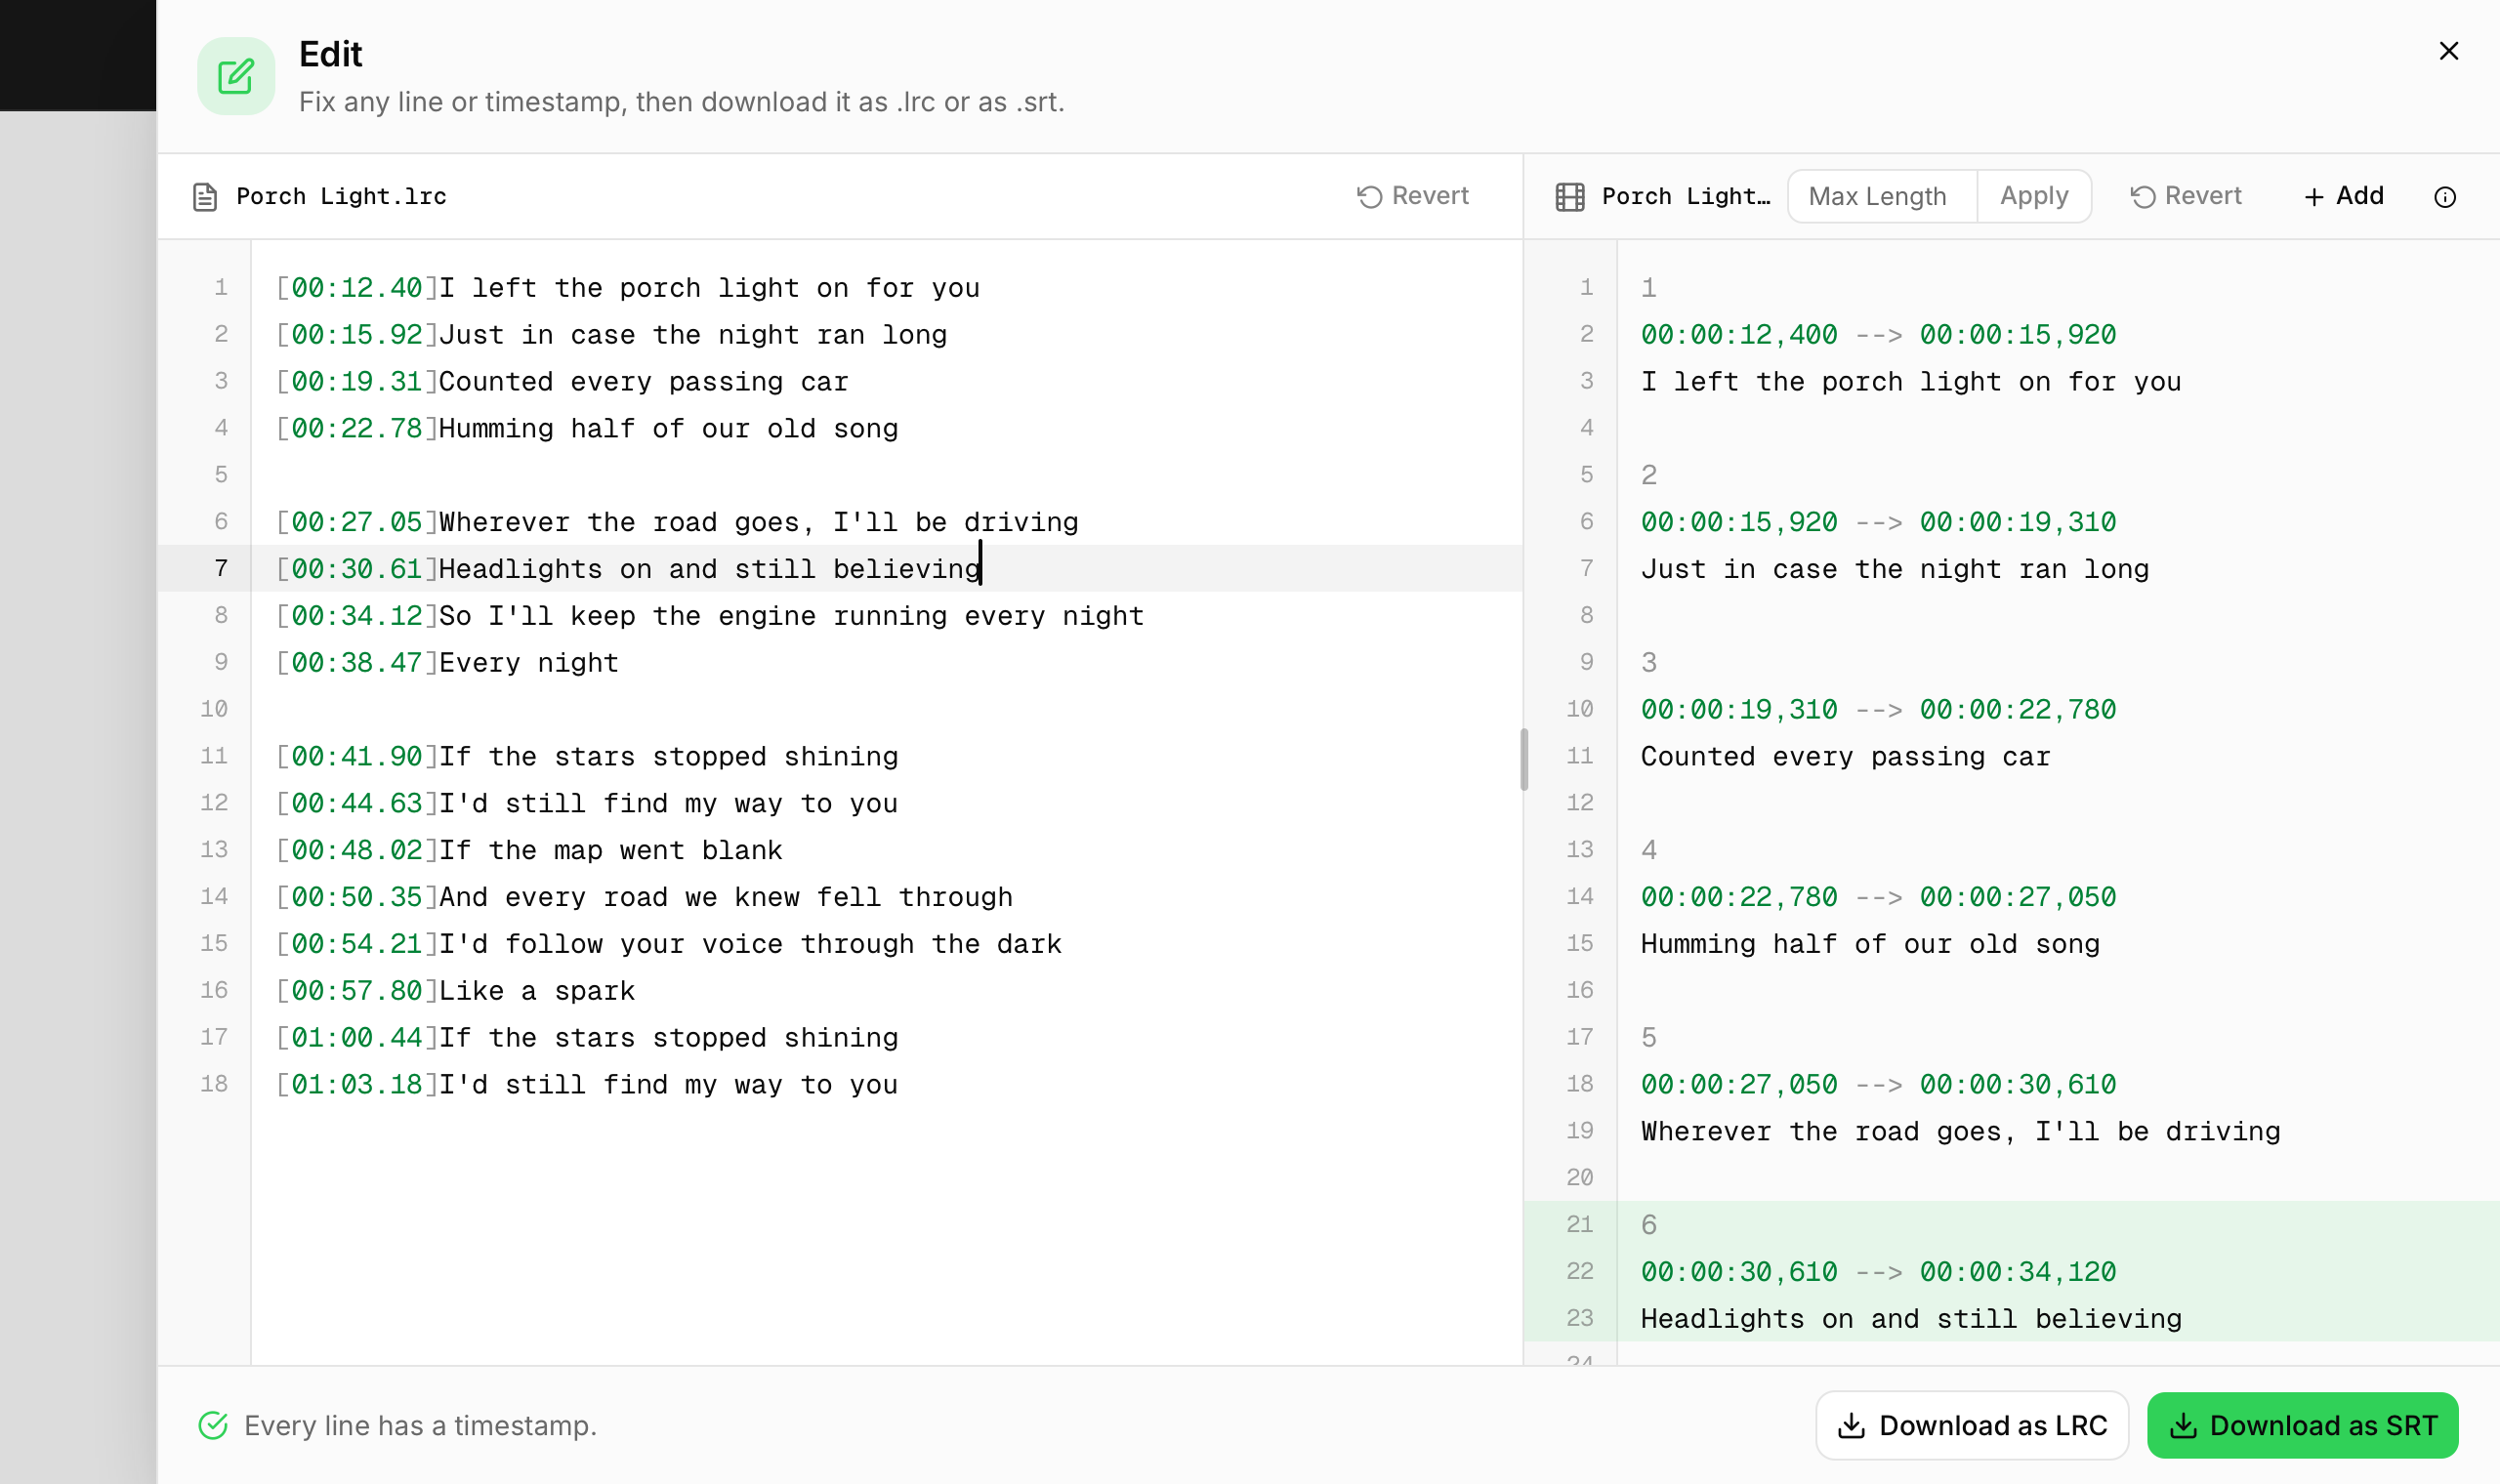 Edit
Fix any line or timestamp, then download it as .lrc or as .srt.
Porch Light.lrc
Revert
Porch Light…
Max Length
Apply
Revert
+ Add
1 [00:12.40]I left the porch light on for you
2 [00:15.92]Just in case the night ran long
3 [00:19.31]Counted every passing car
4 [00:22.78]Humming half of our old song
5
6 [00:27.05]Wherever the road goes, I'll be driving
7 [00:30.61]Headlights on and still believing
8 [00:34.12]So I'll keep the engine running every night
9 [00:38.47]Every night
10
11 [00:41.90]If the stars stopped shining
12 [00:44.63]I'd still find my way to you
13 [00:48.02]If the map went blank
14 [00:50.35]And every road we knew fell through
15 [00:54.21]I'd follow your voice through the dark
16 [00:57.80]Like a spark
17 [01:00.44]If the stars stopped shining
18 [01:03.18]I'd still find my way to you
1 1
2 00:00:12,400 --> 00:00:15,920
3 I left the porch light on for you
4
5 2
6 00:00:15,920 --> 00:00:19,310
7 Just in case the night ran long
8
9 3
10 00:00:19,310 --> 00:00:22,780
11 Counted every passing car
12
13 4
14 00:00:22,780 --> 00:00:27,050
15 Humming half of our old song
16
17 5
18 00:00:27,050 --> 00:00:30,610
19 Wherever the road goes, I'll be driving
20
21 6
22 00:00:30,610 --> 00:00:34,120
23 Headlights on and still believing
24
Every line has a timestamp.
Download as LRC
Download as SRT